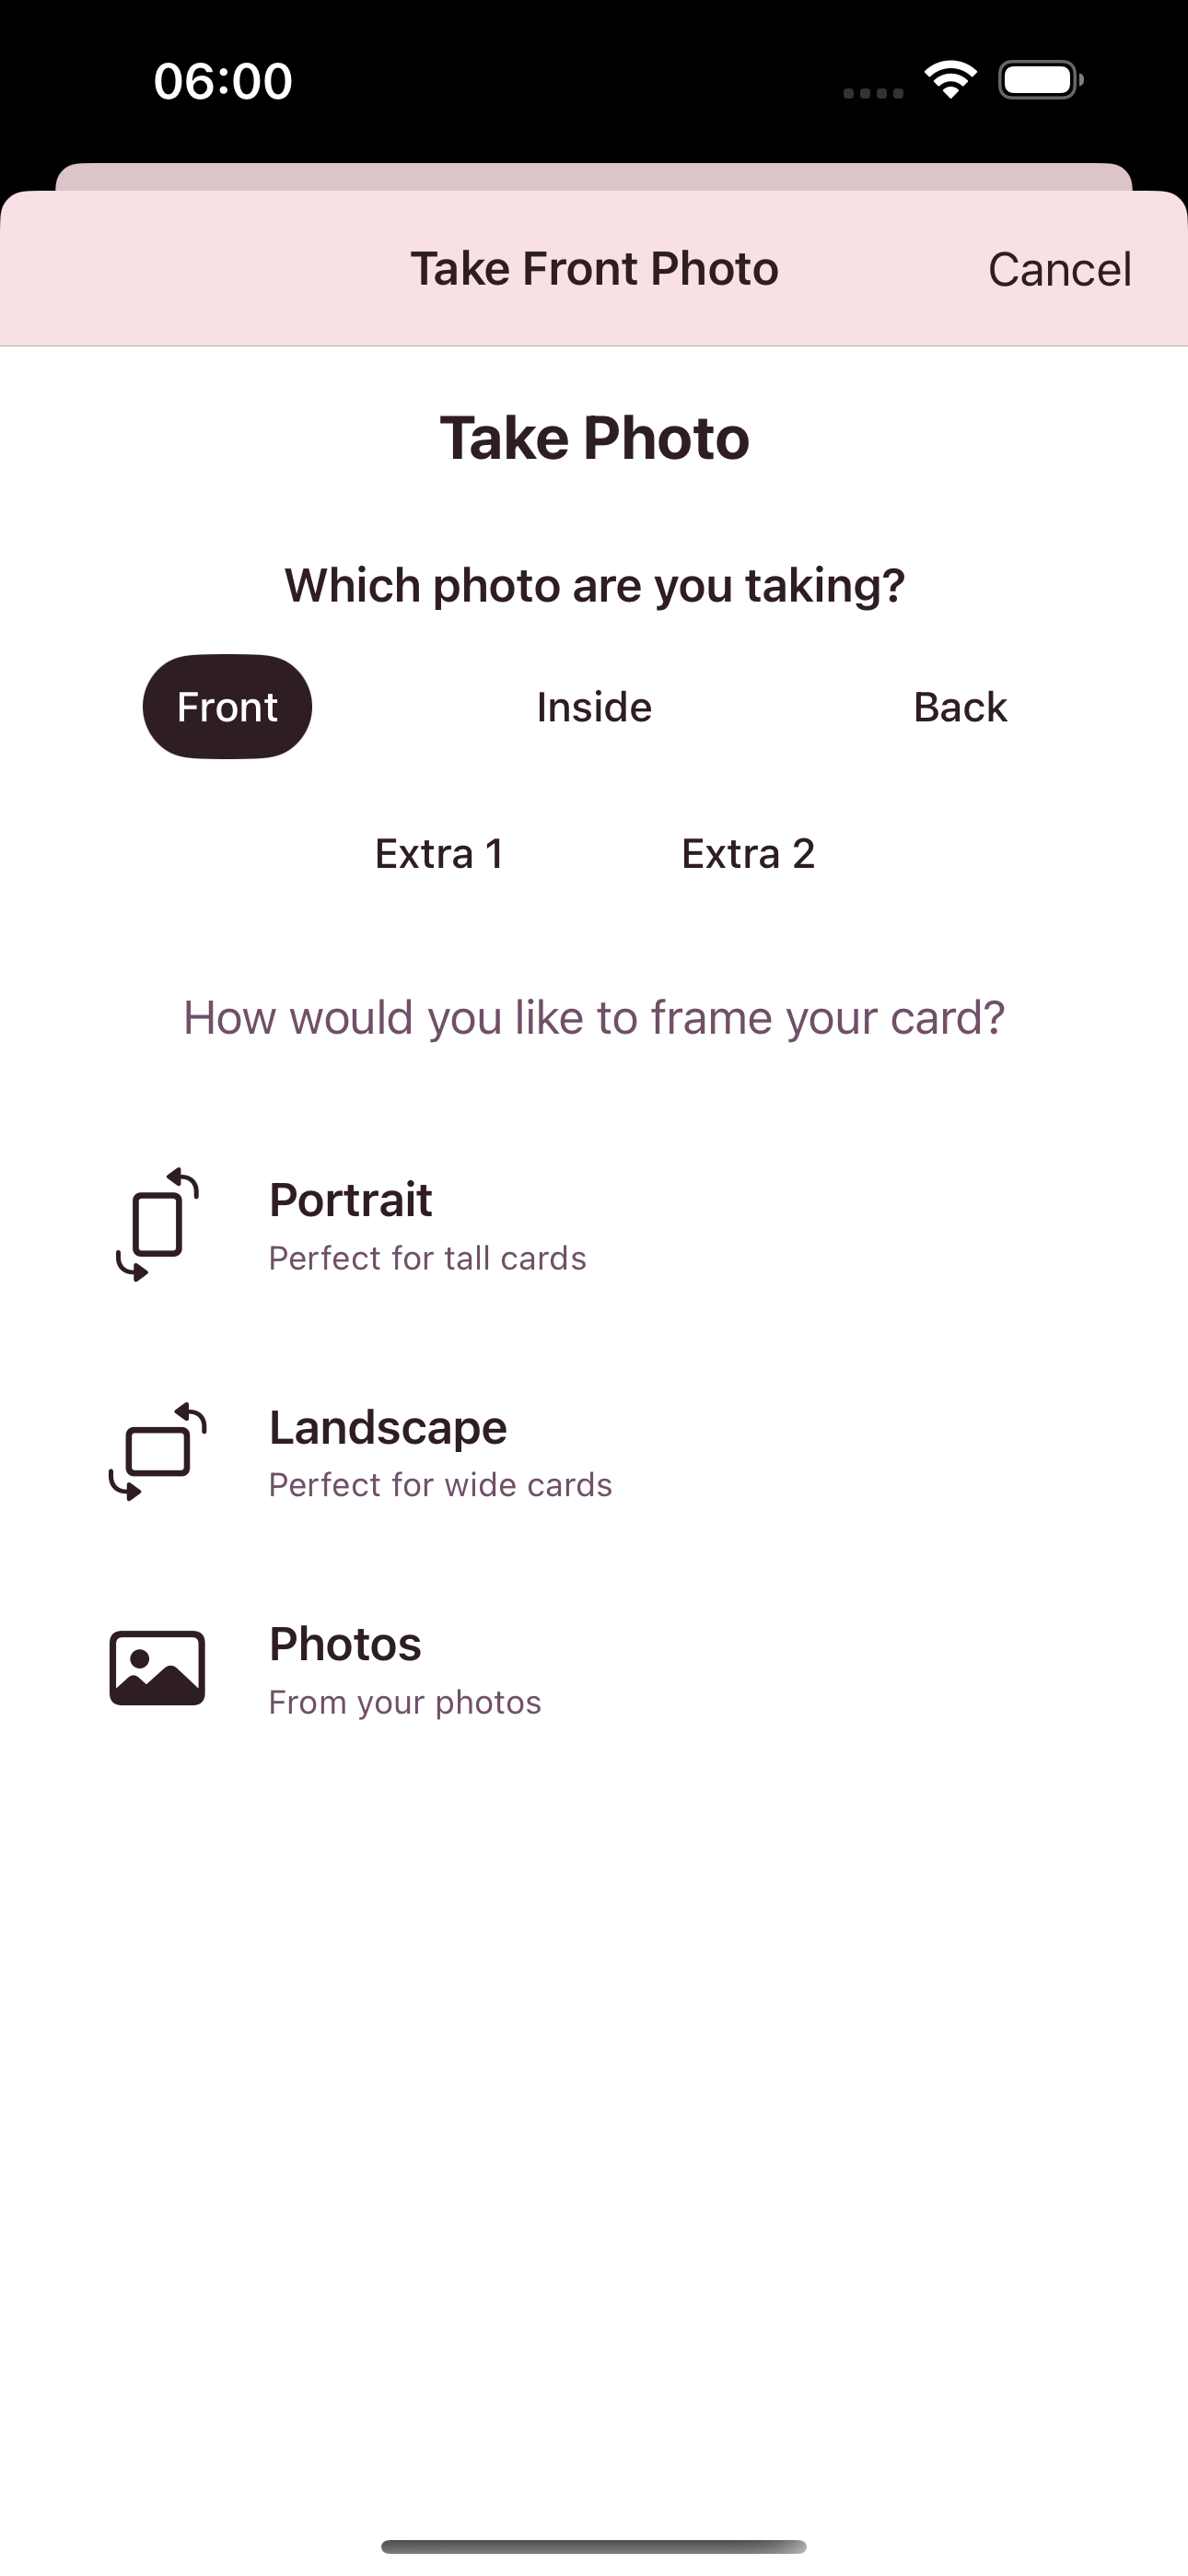 06:00
Take Front Photo
Cancel
Take Photo
Which photo are you taking?
Front
Inside
Back
Extra 1
Extra 2
How would you like to frame your card?
Portrait
Perfect for tall cards
Landscape
Perfect for wide cards
Photos
From your photos